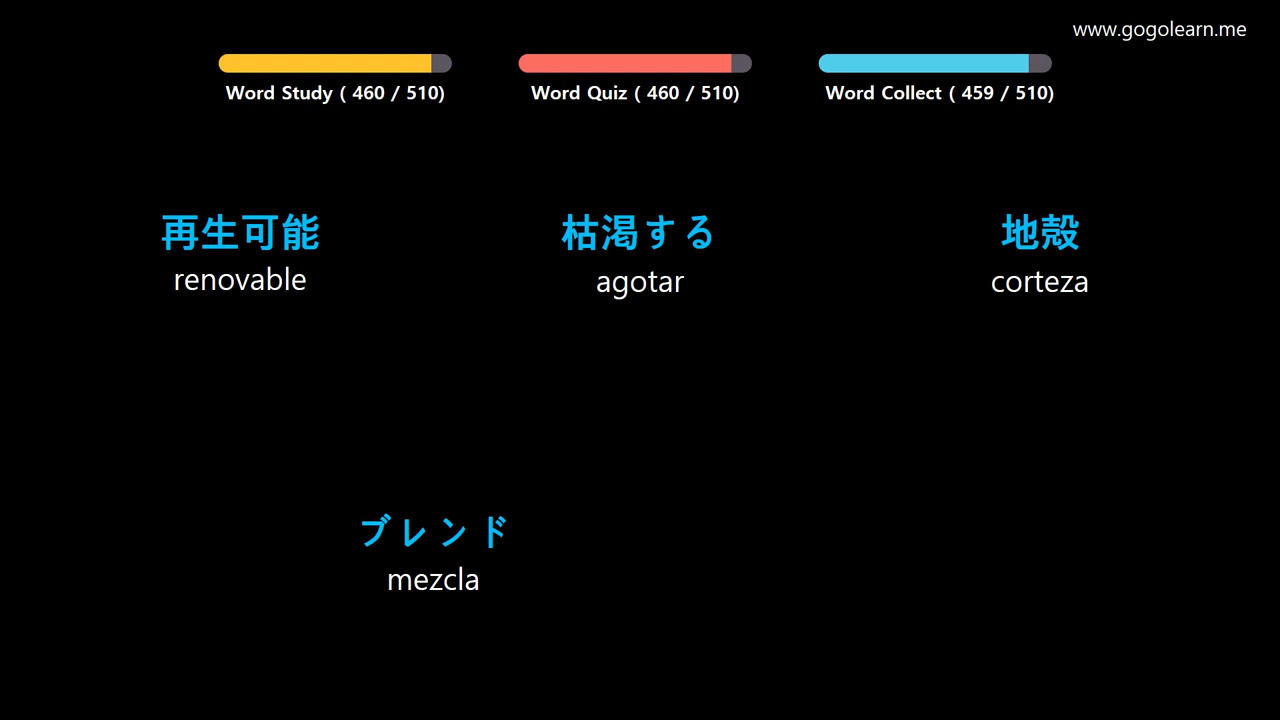 www.gogolearn.me
Word Study ( 460 / 510)
Word Quiz ( 460 / 510)
Word Collect ( 459 / 510)
再生可能
renovable
枯渇する
agotar
地殻
corteza
ブレンド
mezcla